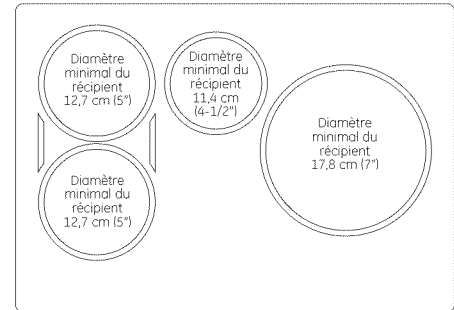 Diamètre
minimal du
récipient
12,7 cm (5")
Diamètre
minimal du
récipient
11,4 cm
(4-1/2")
Diamètre
minimal du
récipient
17,8 cm (7")
Diamètre
minimal du
récipient
12,7 cm (5")